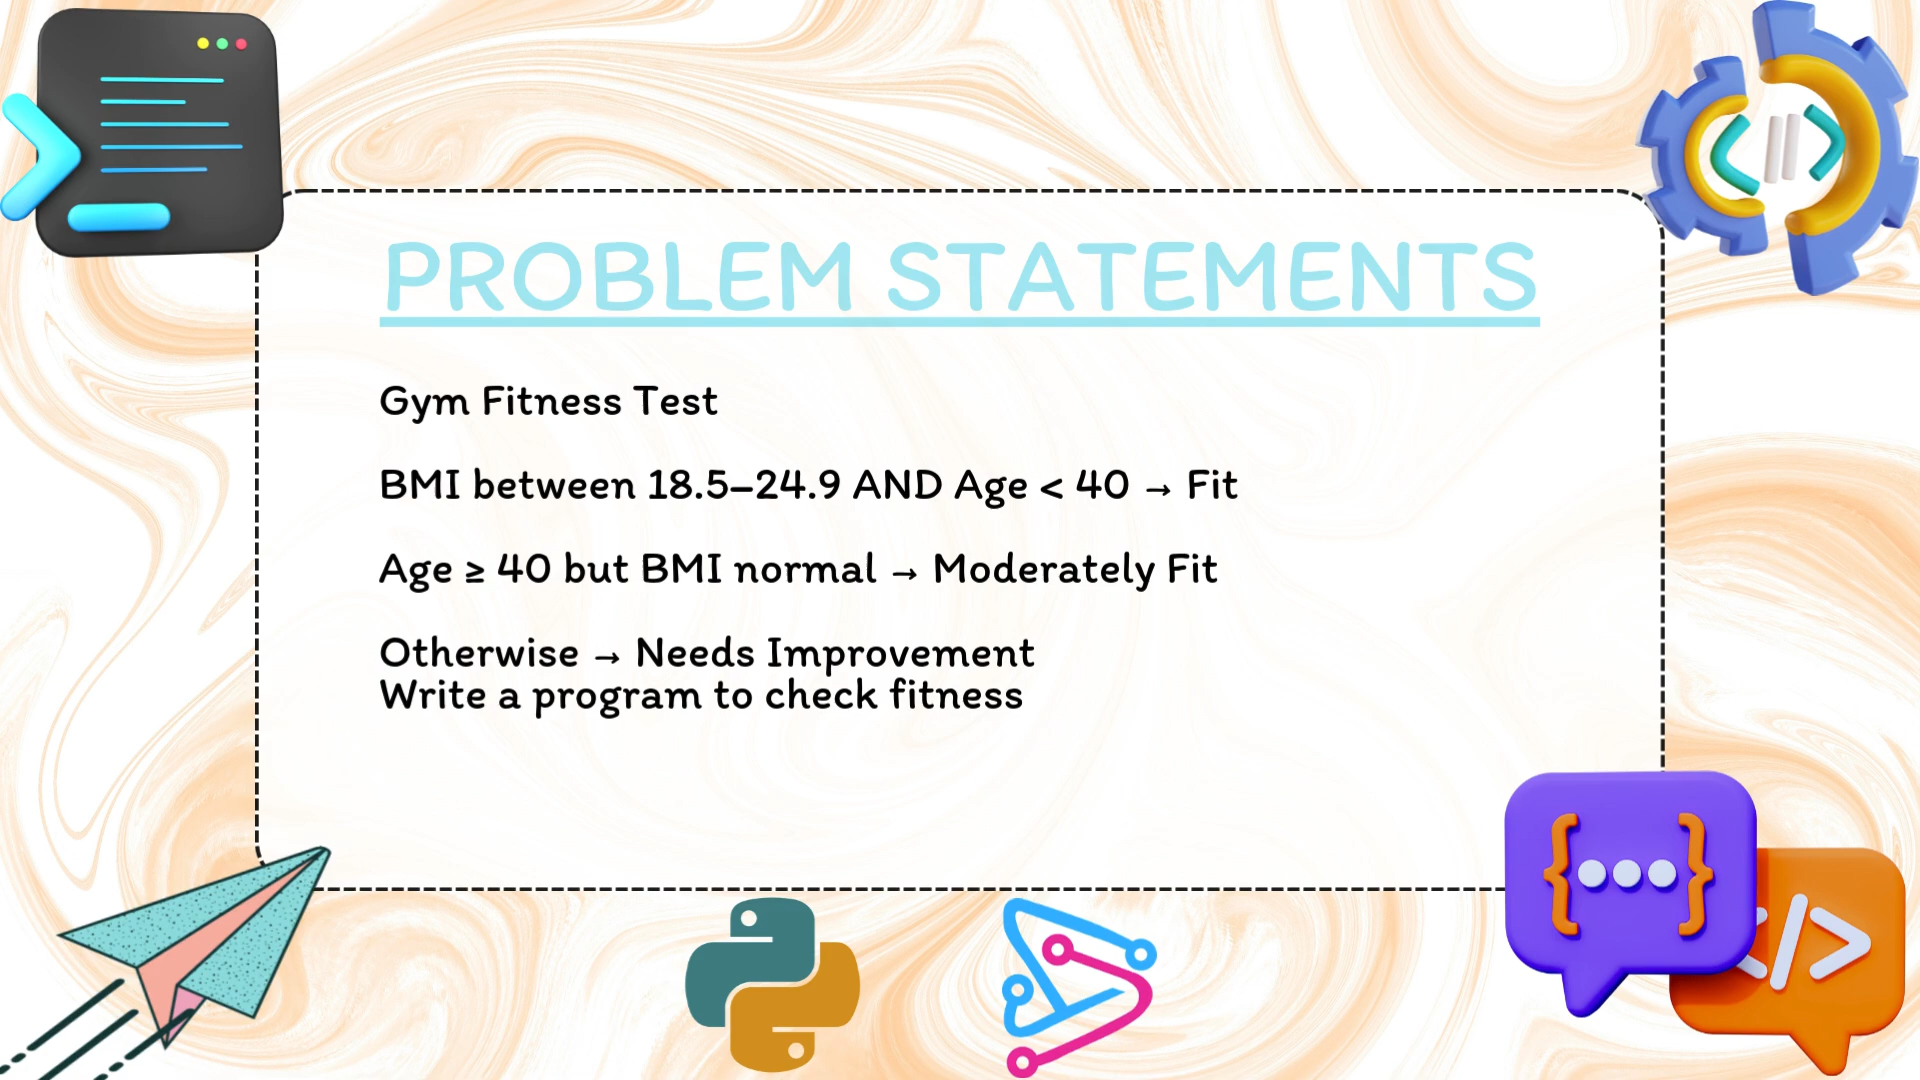 PROBLEM STATEMENTS
Gym Fitness Test
BMI between 18.5–24.9 AND Age < 40 → Fit
Age ≥ 40 but BMI normal → Moderately Fit
Otherwise → Needs Improvement
Write a program to check fitness